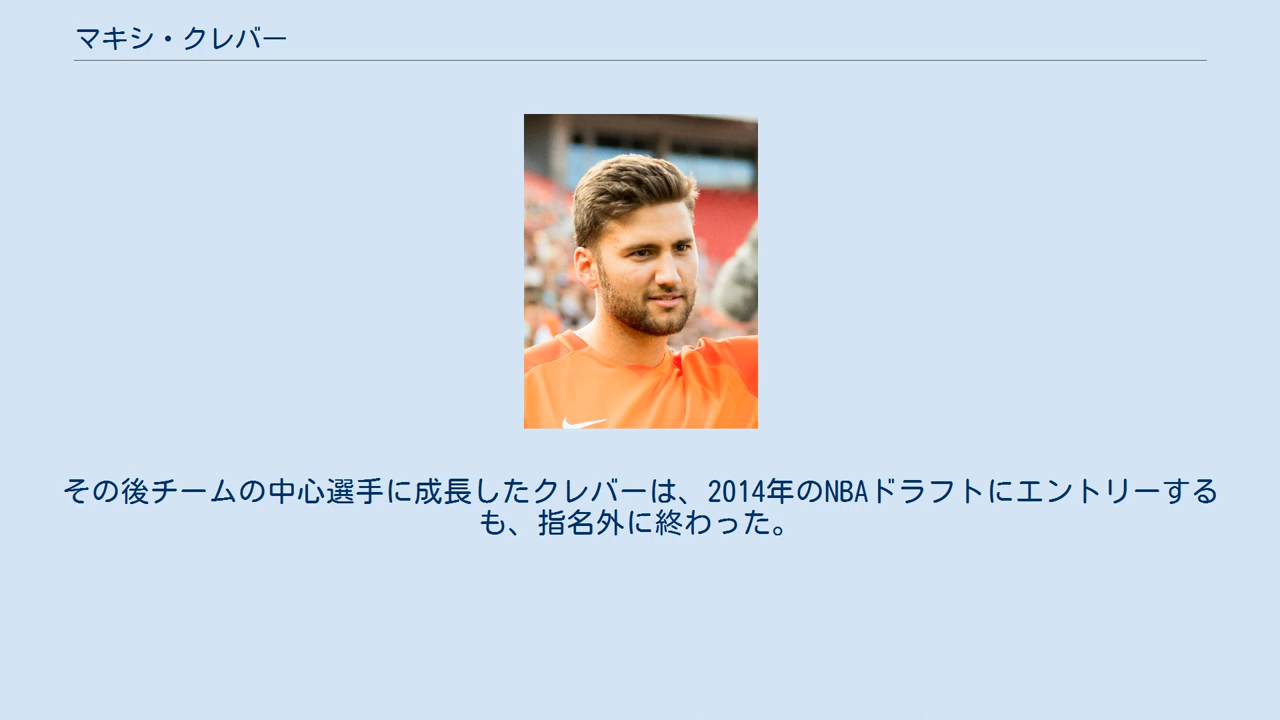 マキシ・クレバー
その後チームの中心選手に成長したクレバーは、2014年のNBAドラフトにエントリーする
も、指名外に終わった。